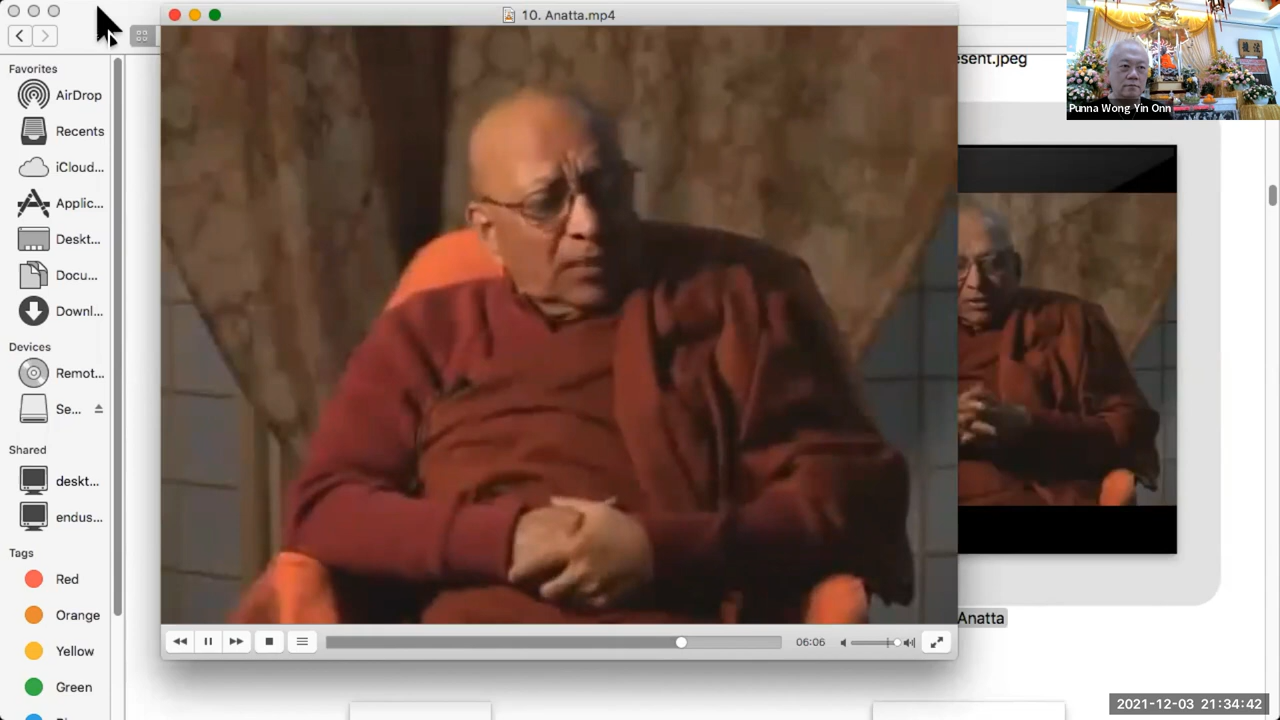 10. Anatta.mp4
esent.jpeg
Punna Wong Yin Onn
Favorites
AirDrop
Recents
iCloud...
Applic...
Deskt...
Docu...
Downl...
Devices
Remot...
Se...
Shared
deskt...
endus...
Tags
Red
Orange
Yellow
Green
06:06
Anatta
2021-12-03 21:34:42